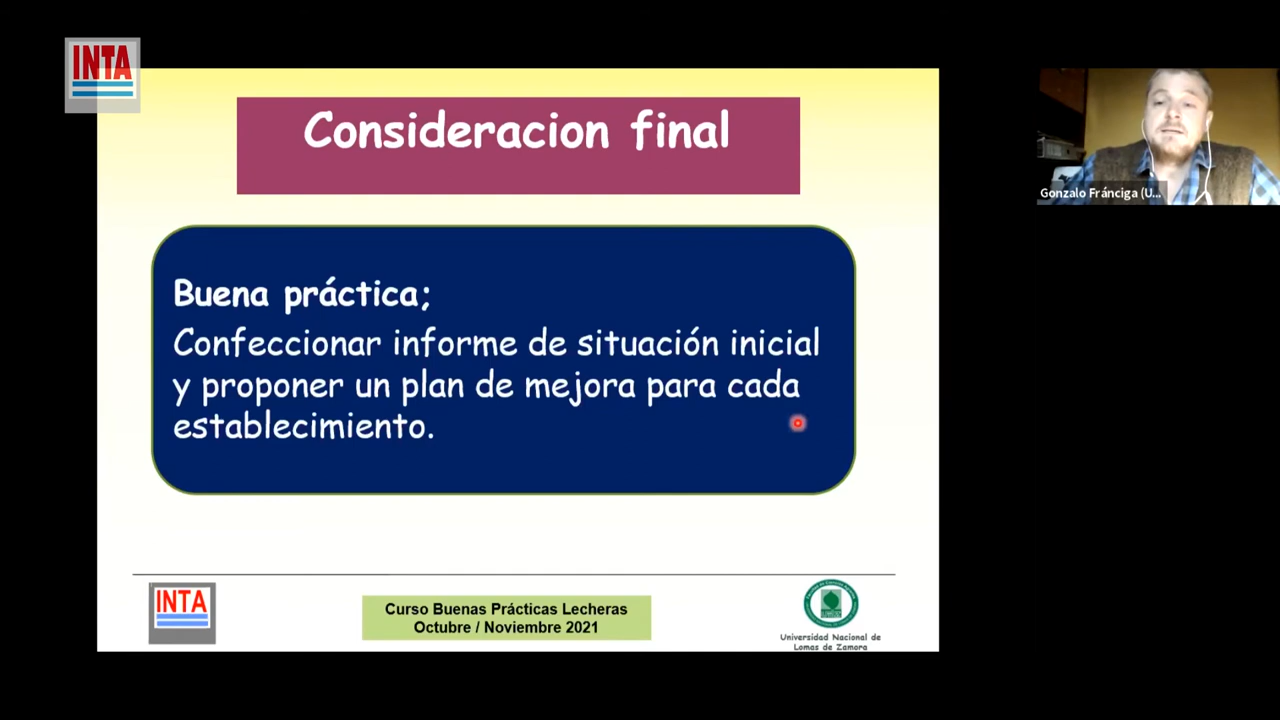 INTA
Consideracion final
Buena práctica;
Confeccionar informe de situación inicial
y proponer un plan de mejora para cada
establecimiento.
INTA
Curso Buenas Prácticas Lecheras
Octubre / Noviembre 2021
Universidad Nacional de
Lomas de Zamora
Gonzalo Fránciga (U...